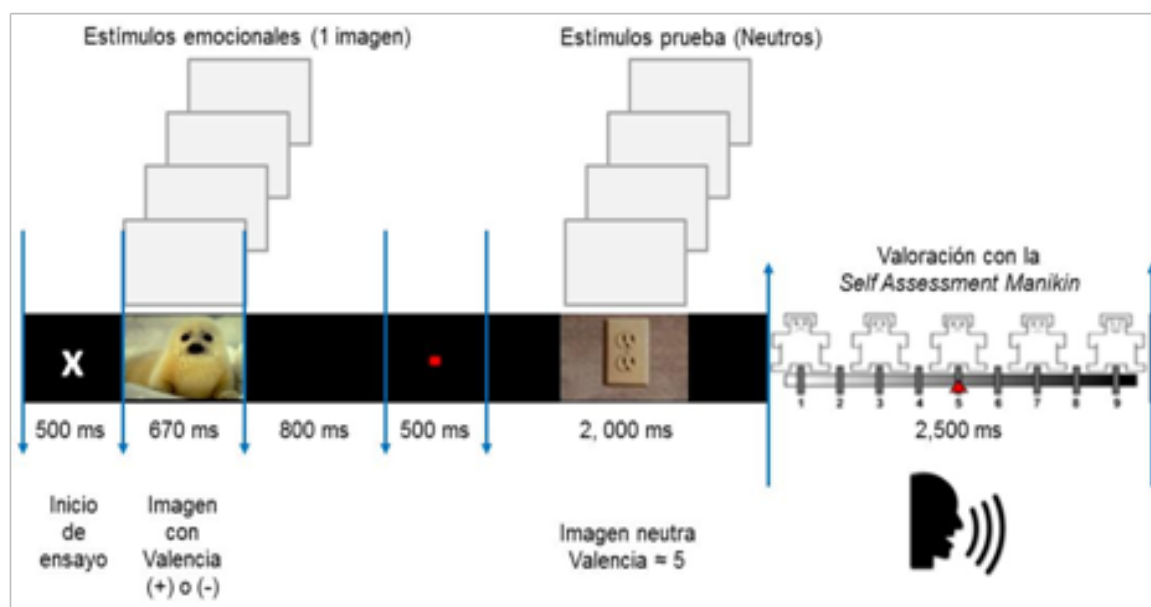 Estímulos emocionales (1 imagen)
Estímulos prueba (Neutros)
Valoración con la
Self Assessment Manikin
X
1 2 3 4 5 6 7 8 9
500 ms
670 ms
800 ms
500 ms
2, 000 ms
2,500 ms
Inicio
de
ensayo
Imagen
con
Valencia
(+) o (-)
Imagen neutra
Valencia ≈ 5